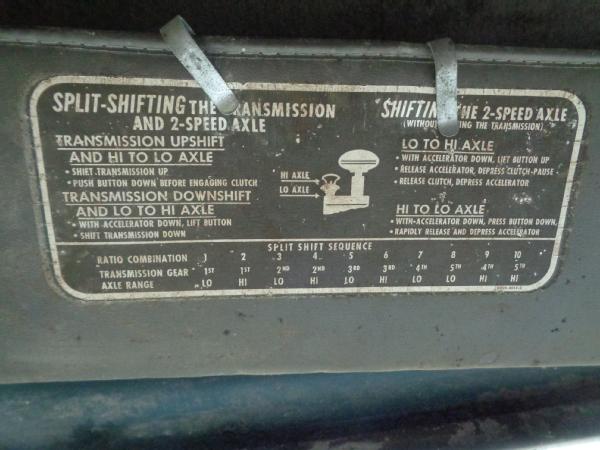 SPLIT-SHIFTING THE TRANSMISSION
AND 2-SPEED AXLE
TRANSMISSION UPSHIFT
AND HI TO LO AXLE
• SHIFT TRANSMISSION UP
• PUSH BUTTON DOWN BEFORE ENGAGING CLUTCH
TRANSMISSION DOWNSHIFT
AND LO TO HI AXLE
• WITH ACCELERATOR DOWN, LIFT BUTTON
• SHIFT TRANSMISSION DOWN
HI AXLE
LO AXLE
SHIFTING THE 2-SPEED AXLE
(WITHOUT SHIFTING THE TRANSMISSION)
LO TO HI AXLE
• WITH ACCELERATOR DOWN, LIFT BUTTON UP
• RELEASE ACCELERATOR, DEPRESS CLUTCH-PAUSE
• RELEASE CLUTCH, DEPRESS ACCELERATOR
HI TO LO AXLE
• WITH-ACCELERATOR DOWN, PRESS BUTTON DOWN,
• RAPIDLY RELEASE AND DEPRESS ACCELERATOR
SPLIT SHIFT SEQUENCE
RATIO COMBINATION 1 2 3 4 5 6 7 8 9 10
TRANSMISSION GEAR 1ST 1ST 2ND 2ND 3RD 3RD 4TH 5TH 4TH 5TH
AXLE RANGE LO HI LO HI LO HI LO LO HI HI